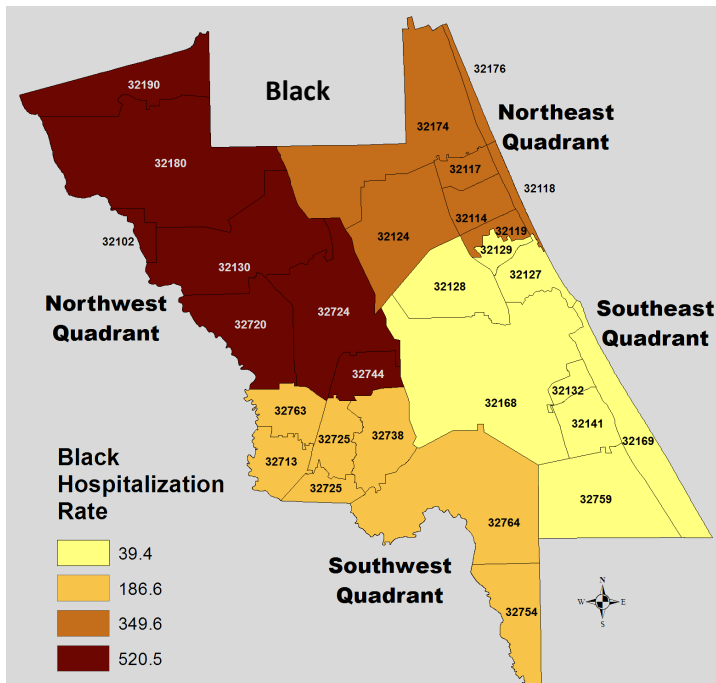 32176
32190
Black
Northeast
Quadrant
32174
32180
32117
32118
32114
32102
32124
32119
32129
32130
32127
32128
Northwest
Quadrant
32720
32724
Southeast
Quadrant
32744
32132
32168
32763
32141
32725
32738
32169
32713
Black
Hospitalization
Rate
32725
32759
32764
39.4
Southwest
Quadrant
186.6
N
W
E
S
32754
349.6
520.5